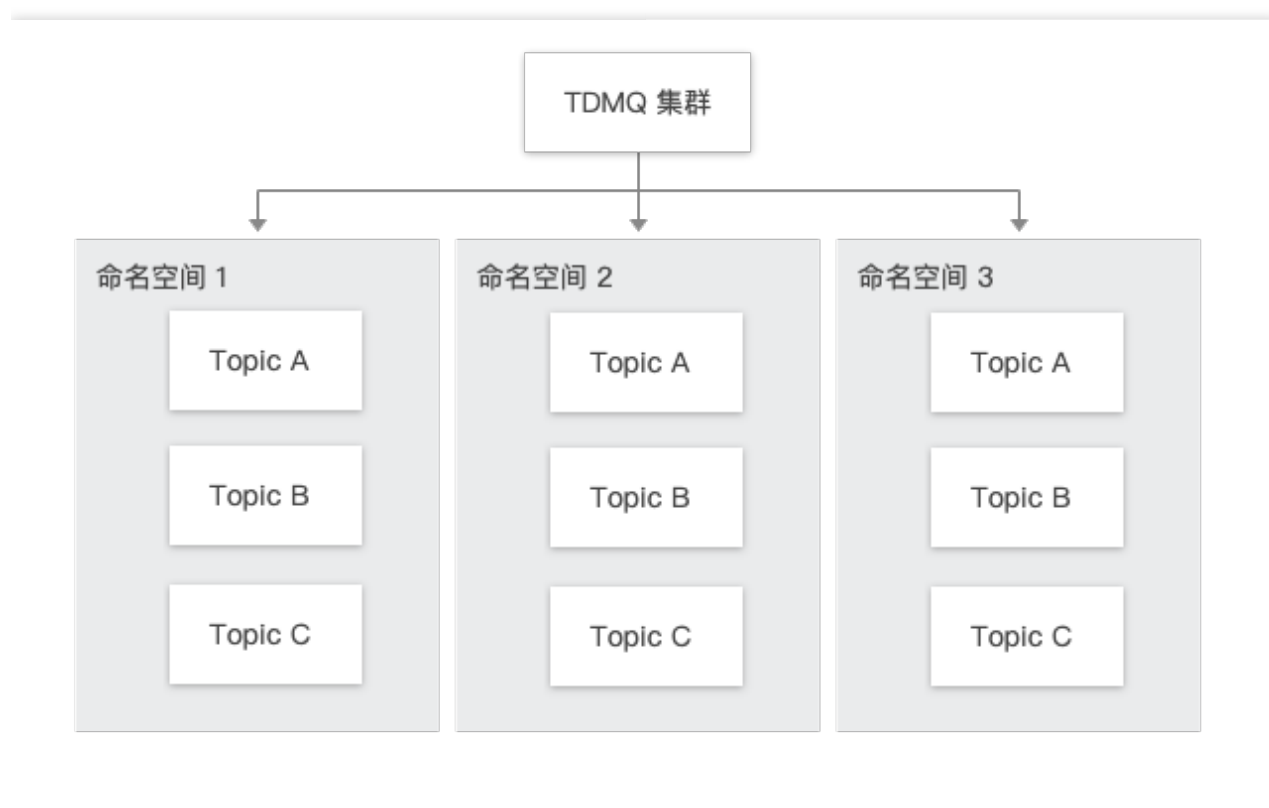 TDMQ 集群
命名空间 1
Topic A
Topic B
Topic C
命名空间 2
Topic A
Topic B
Topic C
命名空间 3
Topic A
Topic B
Topic C